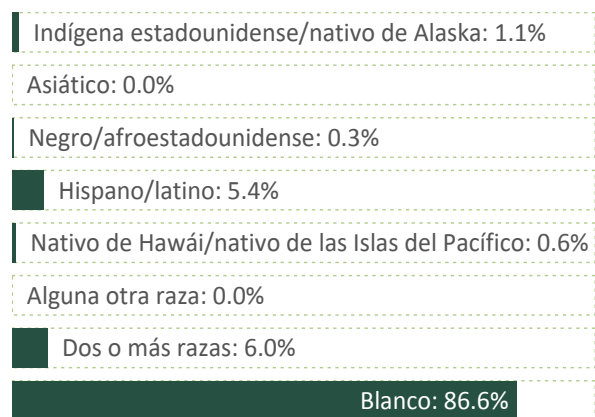 Indígena estadounidense/nativo de Alaska: 1.1%
Asiático: 0.0%
Negro/afroestadounidense: 0.3%
Hispano/latino: 5.4%
Nativo de Hawái/nativo de las Islas del Pacífico: 0.6%
Alguna otra raza: 0.0%
Dos o más razas: 6.0%
Blanco: 86.6%